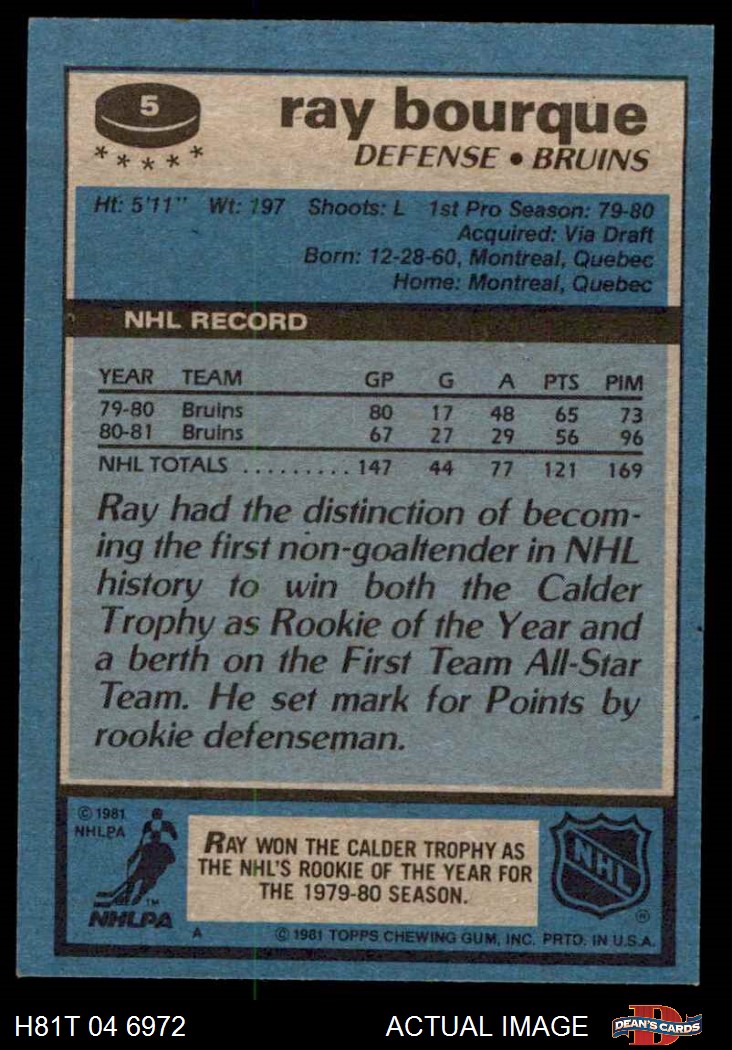 5
ray bourque
* * * * *
DEFENSE • BRUINS
Ht: 5'11" Wt: 197 Shoots: L 1st Pro Season: 79-80
Acquired: Via Draft
Born: 12-28-60, Montreal, Quebec
Home: Montreal, Quebec
NHL RECORD
YEAR TEAM GP G A PTS PIM
79-80 Bruins 80 17 48 65 73
80-81 Bruins 67 27 29 56 96
NHL TOTALS ......... 147 44 77 121 169
Ray had the distinction of becom-
ing the first non-goaltender in NHL
history to win both the Calder
Trophy as Rookie of the Year and
a berth on the First Team All-Star
Team. He set mark for Points by
rookie defenseman.
© 1981
NHLPA
TM
NHLPA
RAY WON THE CALDER TROPHY AS
THE NHL'S ROOKIE OF THE YEAR FOR
THE 1979-80 SEASON.
NHL
®
A © 1981 TOPPS CHEWING GUM, INC. PRTD. IN U.S.A.
H81T 04 6972 ACTUAL IMAGE D DEAN'S CARDS